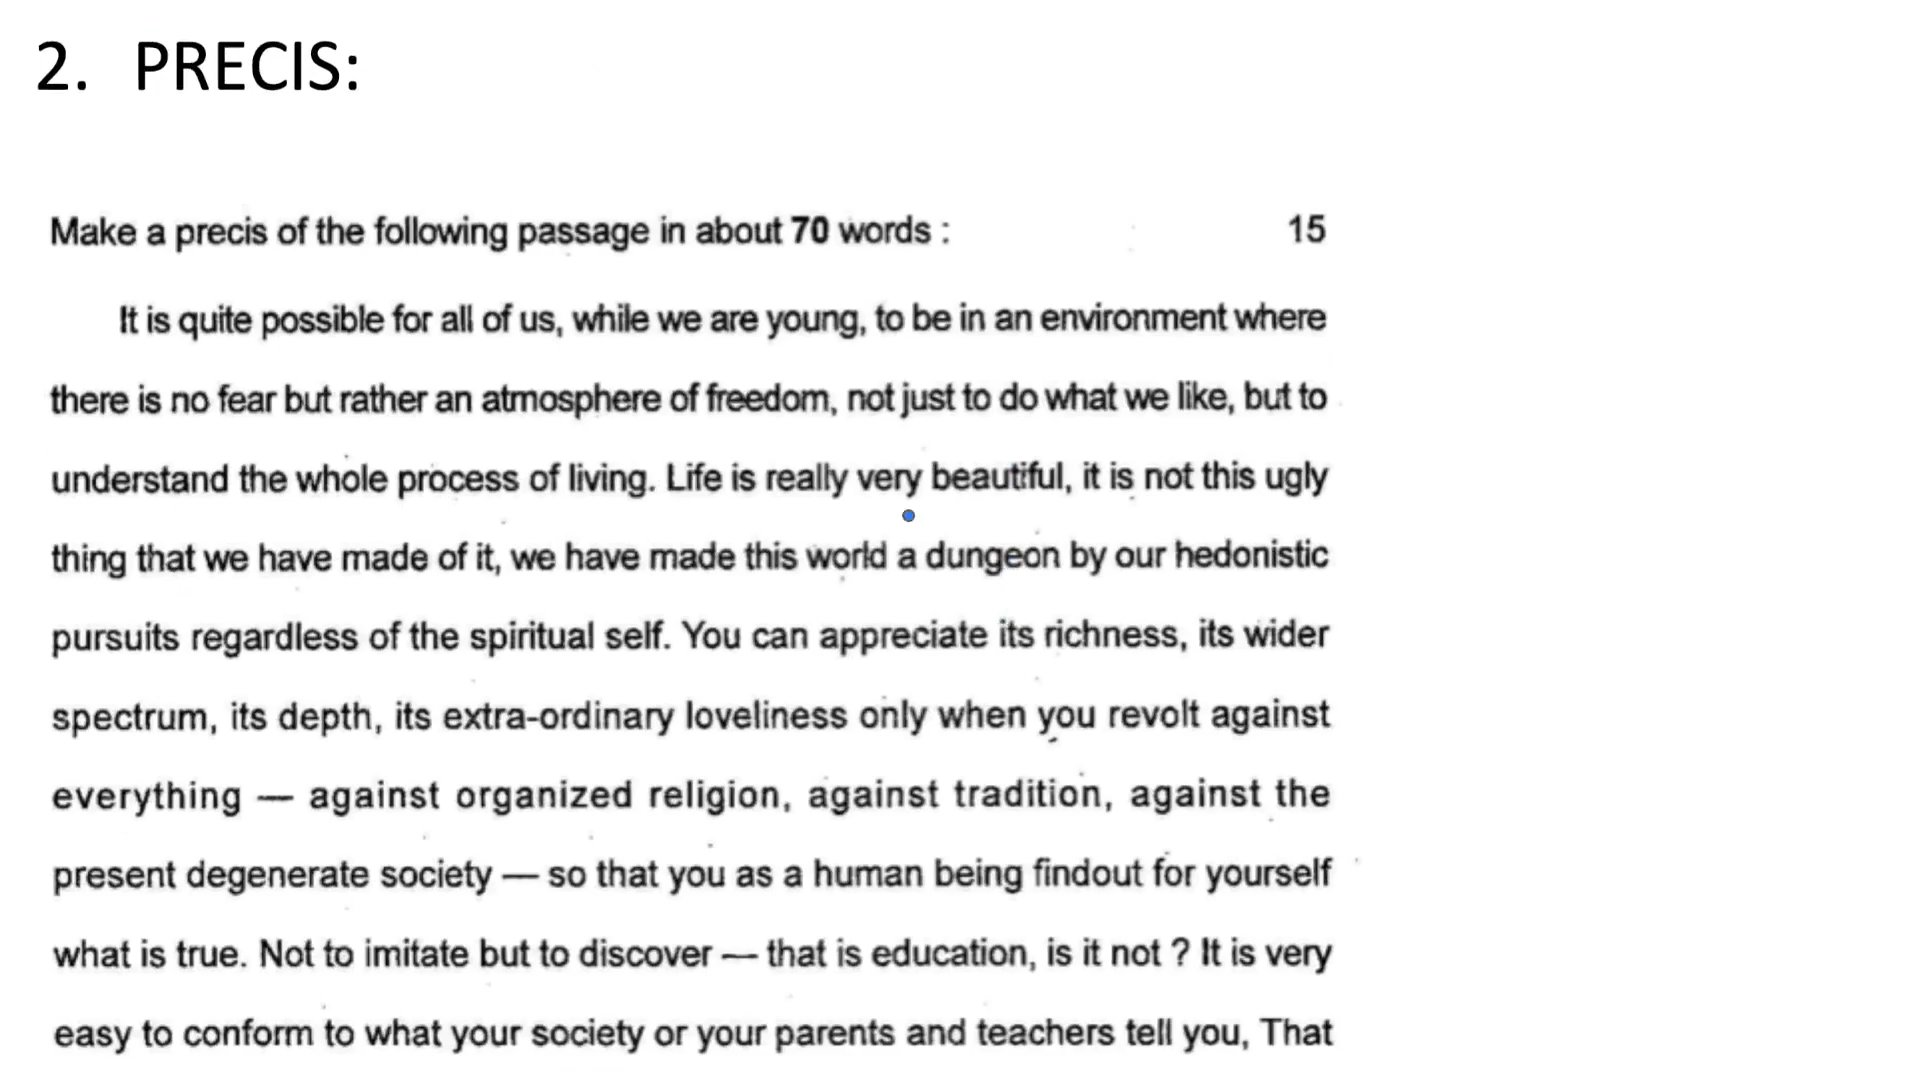 2. PRECIS:
Make a precis of the following passage in about 70 words : 15
It is quite possible for all of us, while we are young, to be in an environment where
there is no fear but rather an atmosphere of freedom, not just to do what we like, but to
understand the whole process of living. Life is really very beautiful, it is not this ugly
thing that we have made of it, we have made this world a dungeon by our hedonistic
pursuits regardless of the spiritual self. You can appreciate its richness, its wider
spectrum, its depth, its extra-ordinary loveliness only when you revolt against
everything — against organized religion, against tradition, against the
present degenerate society — so that you as a human being findout for yourself
what is true. Not to imitate but to discover — that is education, is it not ? It is very
easy to conform to what your society or your parents and teachers tell you, That